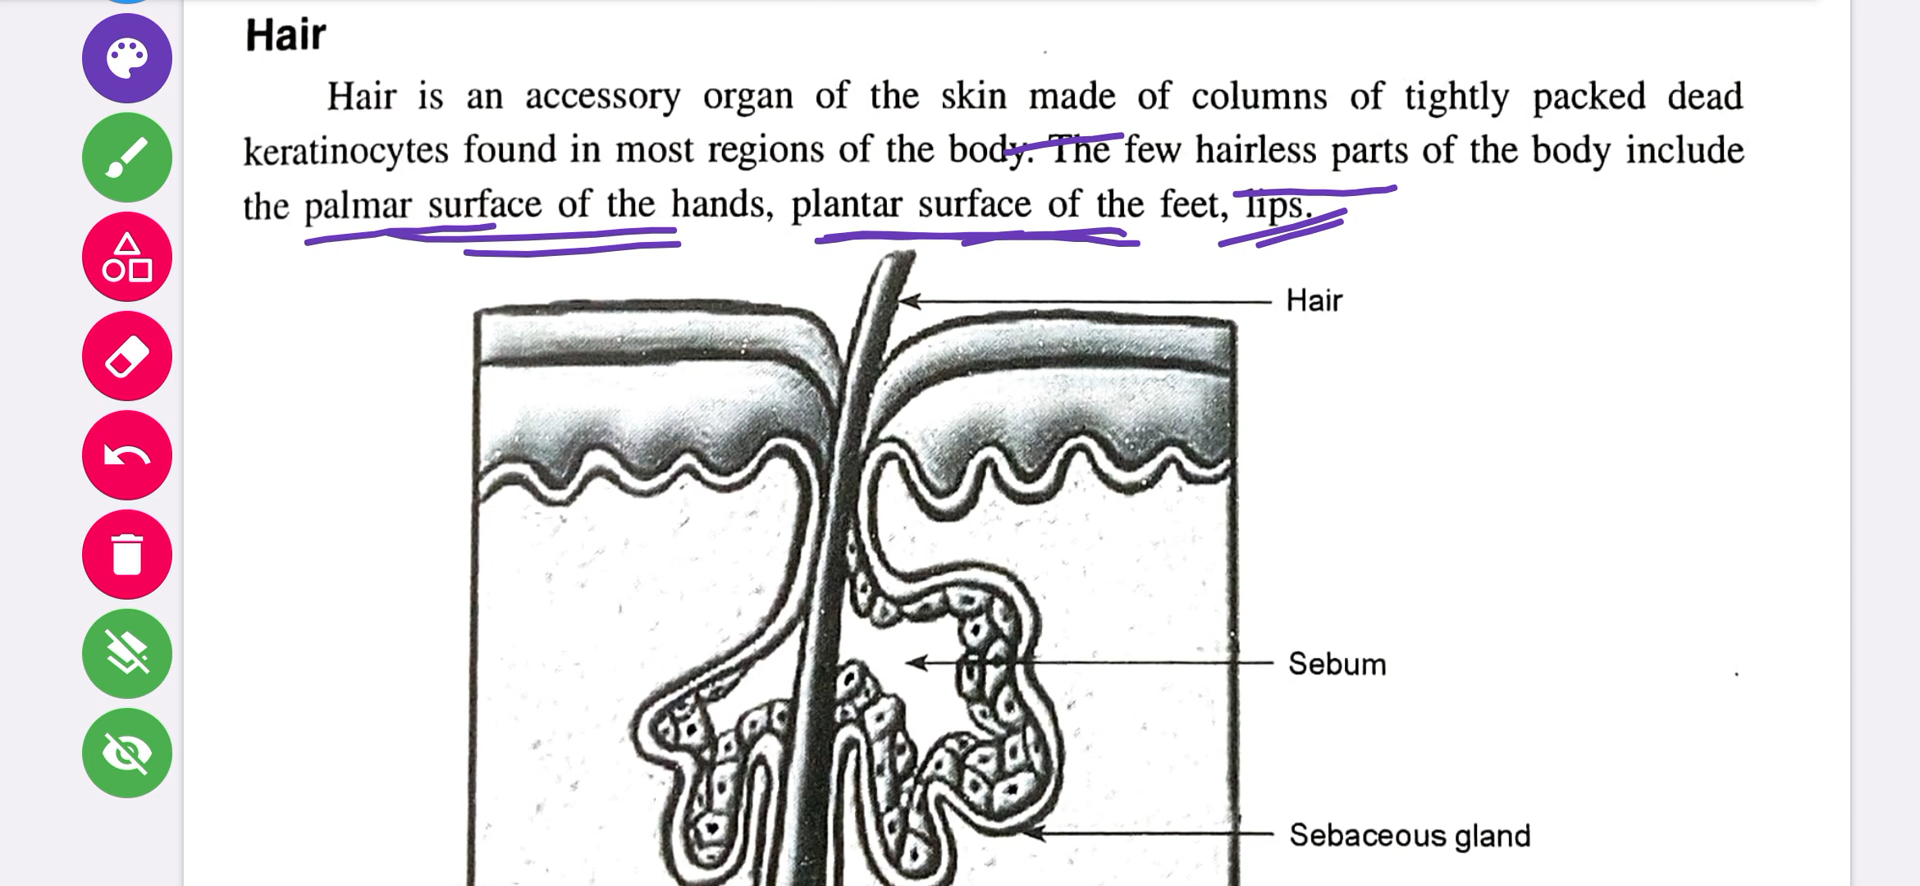 Hair
Hair is an accessory organ of the skin made of columns of tightly packed dead
keratinocytes found in most regions of the body. The few hairless parts of the body include
the palmar surface of the hands, plantar surface of the feet, lips.
Hair
Sebum
Sebaceous gland